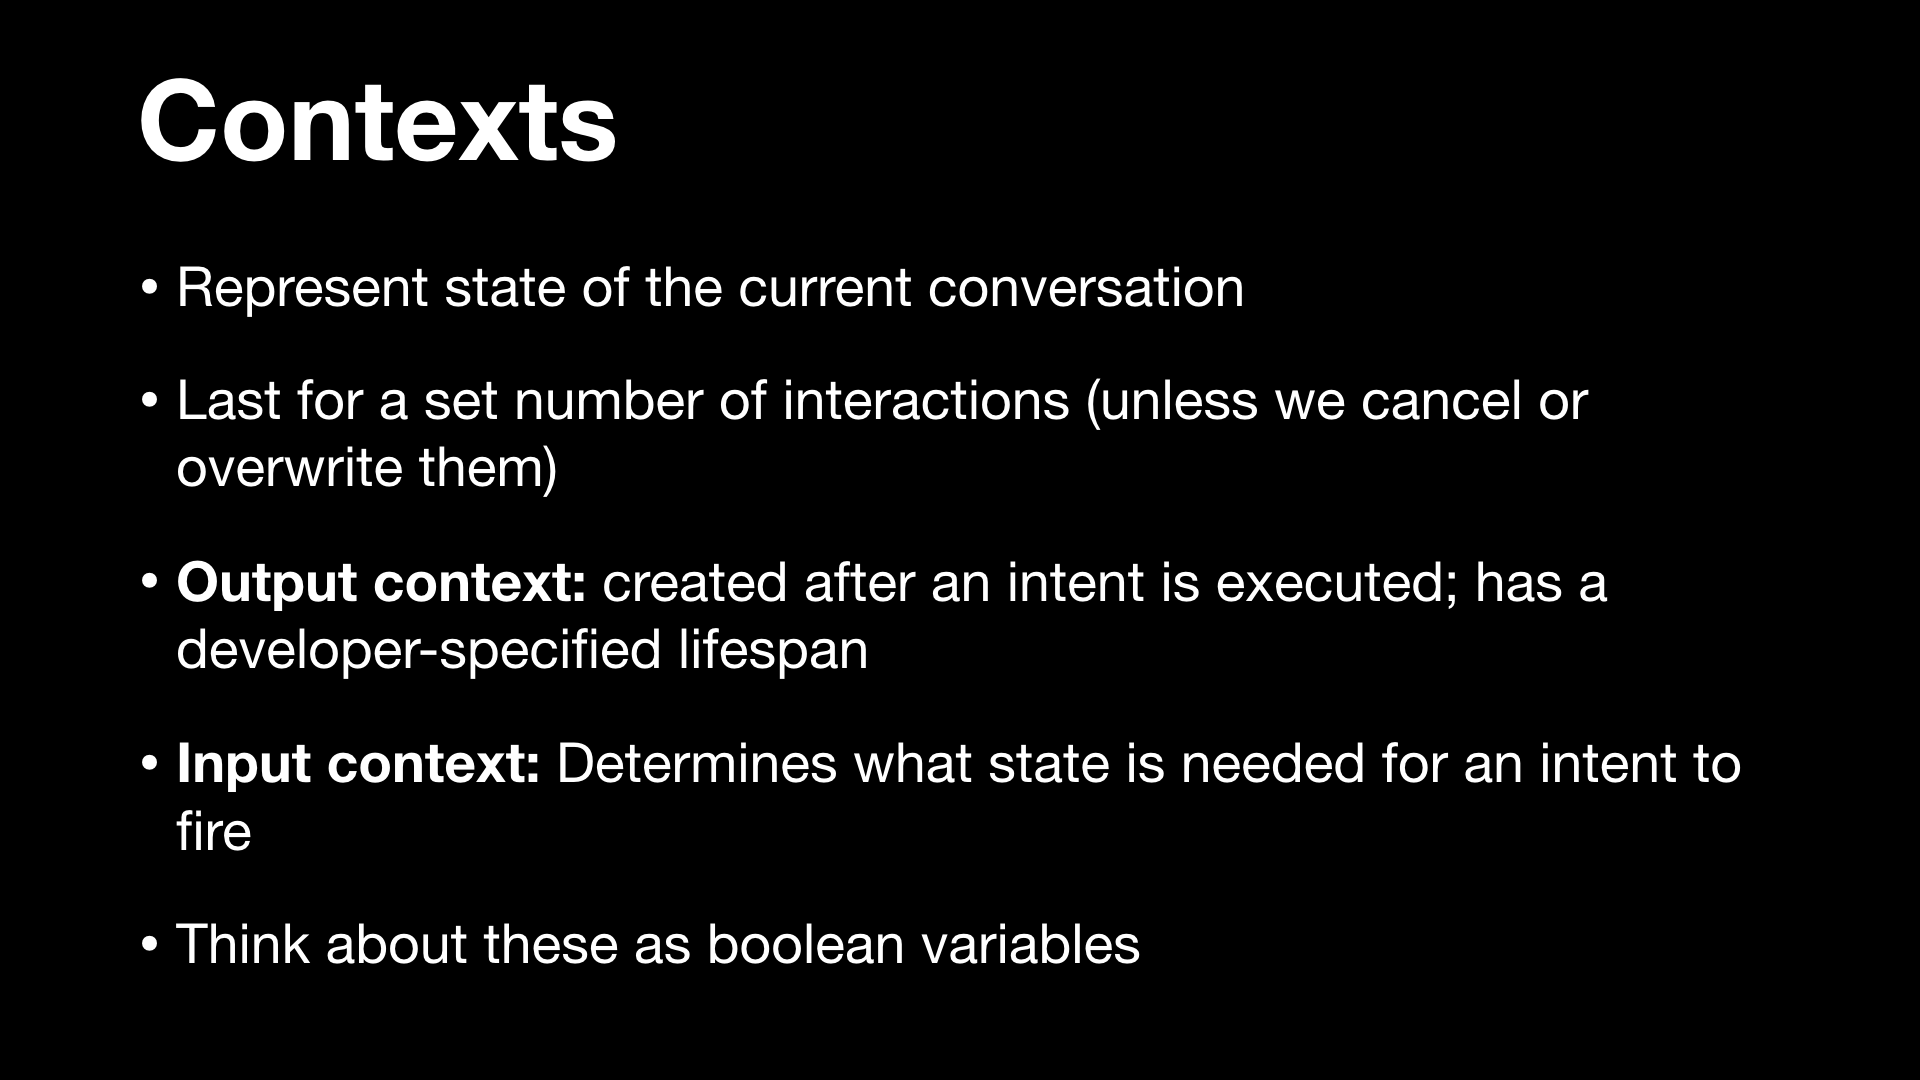 Contexts
• Represent state of the current conversation
• Last for a set number of interactions (unless we cancel or
overwrite them)
• Output context: created after an intent is executed; has a
developer-specified lifespan
• Input context: Determines what state is needed for an intent to
fire
• Think about these as boolean variables